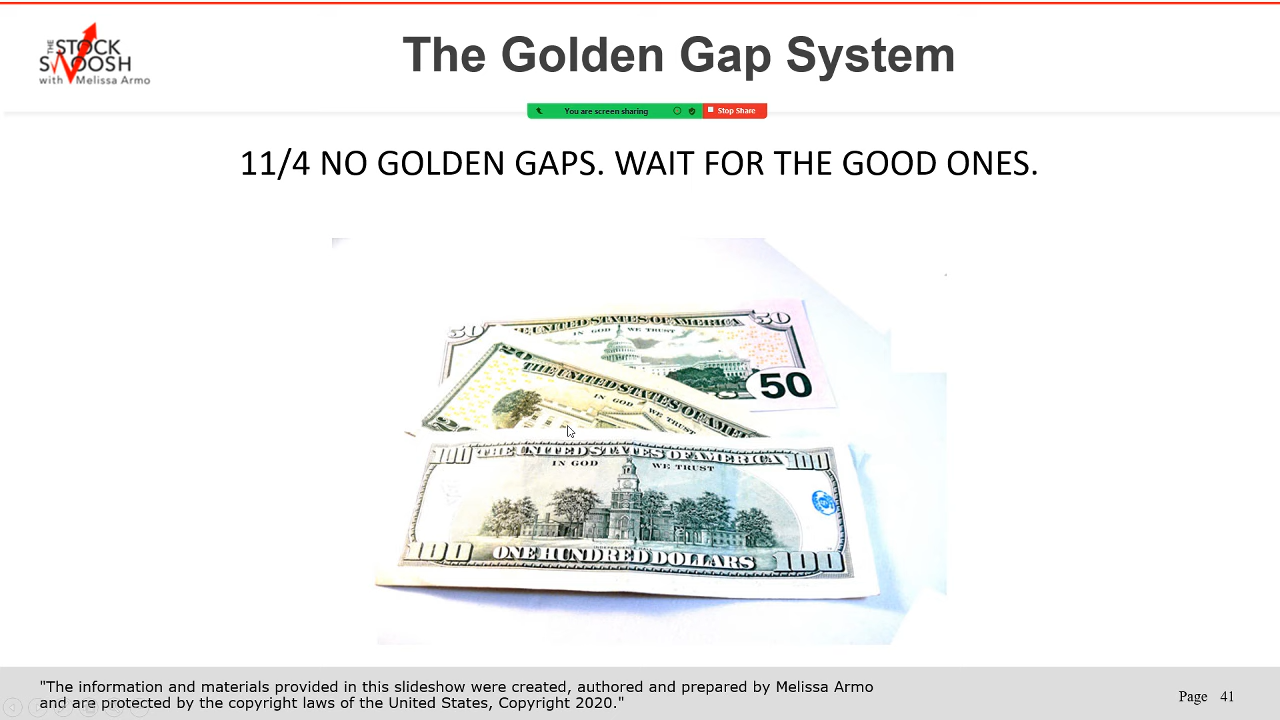 THE STOCK
SWOOSH
with Melissa Armo
The Golden Gap System
You are screen sharing
Stop Share
11/4 NO GOLDEN GAPS. WAIT FOR THE GOOD ONES.
50 THE UNITED STATES OF AMERICA 50
IN GOD WE TRUST
50
20 THE UNITED STATES OF AME
IN GOD WE TRUST
20
100 THE UNITED STATES OF AMERICA 100
IN GOD WE TRUST
100 ONE HUNDRED DOLLARS 100
"The information and materials provided in this slideshow were created, authored and prepared by Melissa Armo
and are protected by the copyright laws of the United States, Copyright 2020."
Page 41